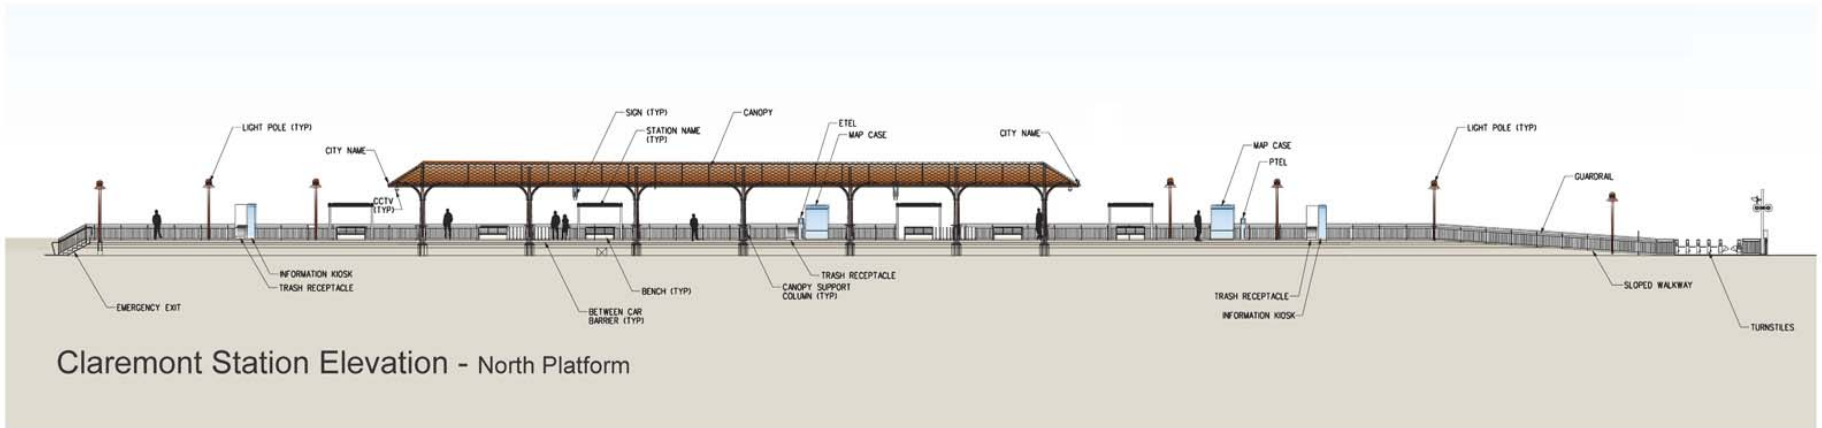 SIGN (TYP)
CANOPY
LIGHT POLE (TYP)
STATION NAME
(TYP)
ETEL
MAP CASE
CITY NAME
LIGHT POLE (TYP)
CITY NAME
MAP CASE
PTEL
GUARDRAIL
CCTV
(TYP)
INFORMATION KIOSK
TRASH RECEPTACLE
EMERGENCY EXIT
BENCH (TYP)
BETWEEN CAR
BARRIER (TYP)
TRASH RECEPTACLE
CANOPY SUPPORT
COLUMN (TYP)
TRASH RECEPTACLE
INFORMATION KIOSK
SLOPED WALKWAY
TURNSTILES
Claremont Station Elevation - North Platform